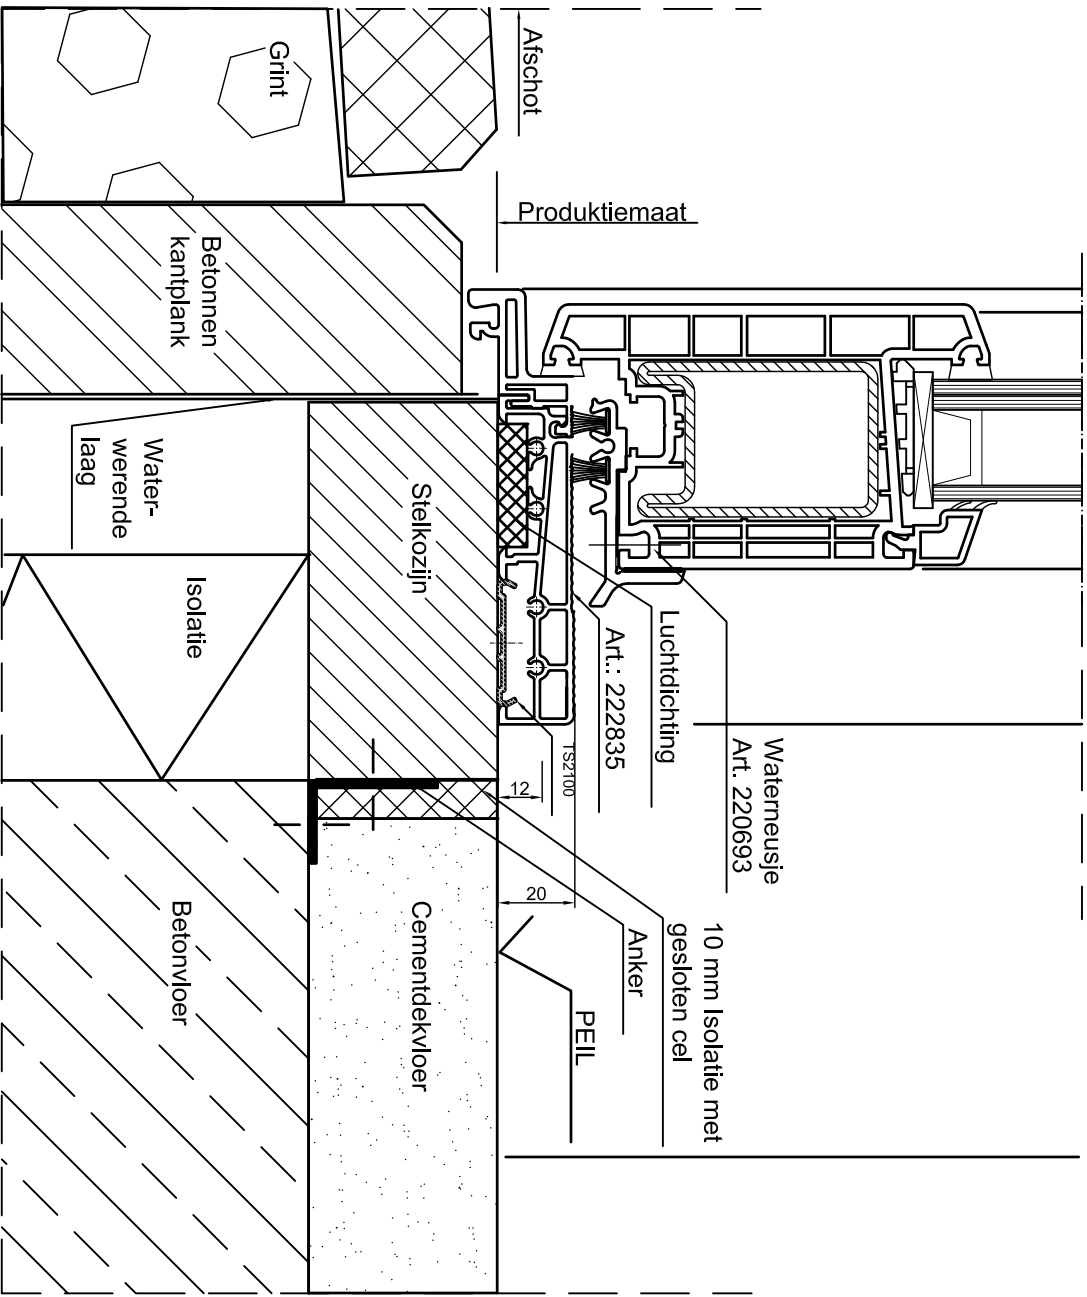 Afschot
Grint
Produktiemaat
Betonnen
kantplank
Water-
werende
laag
Stelkozijn
Isolatie
Luchtdichting
Art.: 222835
TS2100
Waterneusje
Art. 220693
12
20
10 mm Isolatie met
gesloten cel
Anker
PEIL
Cementdekvloer
Betonvloer